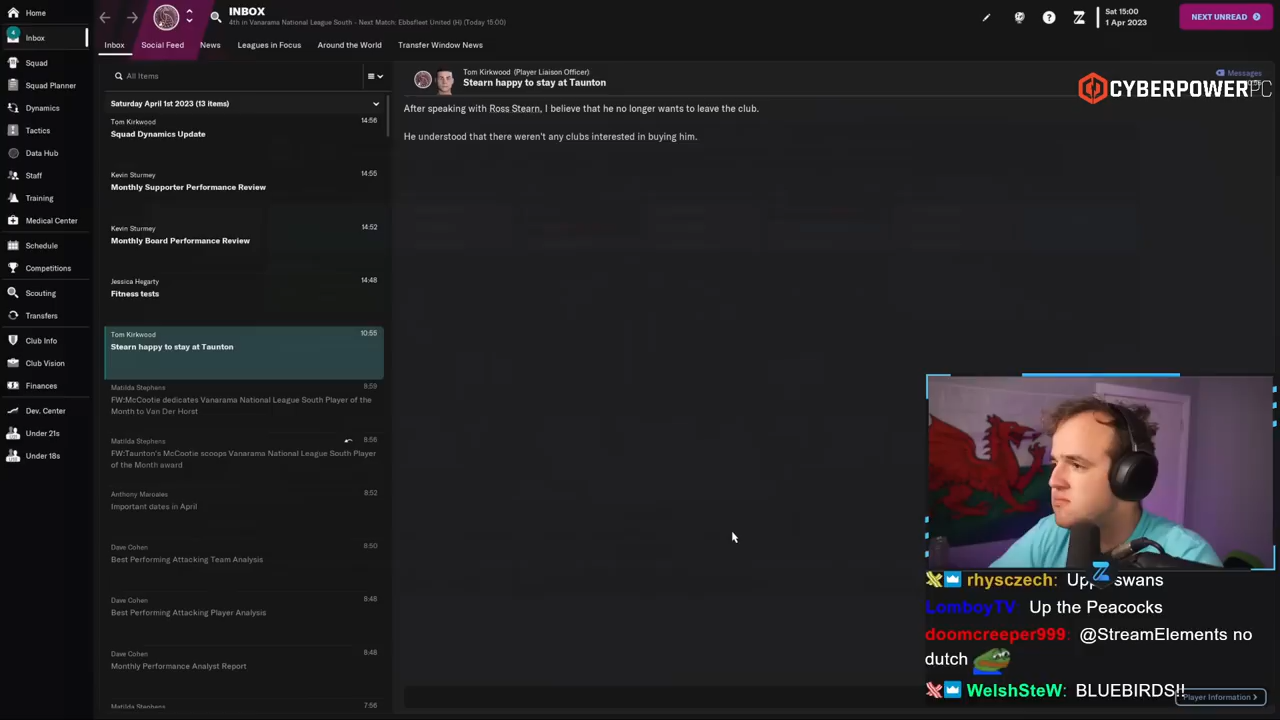 Home
INBOX
4th in Vanarama National League South - Next Match: Ebbsfleet United (H) (Today 15:00)
Sat 15:00
1 Apr 2023
NEXT UNREAD
4
Inbox
Squad
Squad Planner
Dynamics
Tactics
Data Hub
Staff
Training
Medical Center
Schedule
Competitions
Scouting
Transfers
Club Info
Club Vision
Finances
Dev. Center
Under 21s
Under 18s
Inbox
Social Feed
News
Leagues in Focus
Around the World
Transfer Window News
All Items
Saturday April 1st 2023 (13 items)
Tom Kirkwood 14:56
Squad Dynamics Update
Kevin Sturmey 14:55
Monthly Supporter Performance Review
Kevin Sturmey 14:52
Monthly Board Performance Review
Jessica Hegarty 14:48
Fitness tests
Tom Kirkwood 10:55
Stearn happy to stay at Taunton
Matilda Stephens 8:59
FW:McCootie dedicates Vanarama National League South Player of the
Month to Van Der Horst
Matilda Stephens 8:56
FW:Taunton's McCootie scoops Vanarama National League South Player
of the Month award
8:52
Important dates in April
Dave Cohen 8:50
Best Performing Attacking Team Analysis
Dave Cohen
Best Performing Attacking Player Analysis
Dave Cohen 8:48
Monthly Performance Analyst Report
Matilda Stephens 7:56
Tom Kirkwood (Player Liaison Officer)
Stearn happy to stay at Taunton
Messages
CYBERPOWERPC
After speaking with Ross Stearn, I believe that he no longer wants to leave the club.
He understood that there weren't any clubs interested in buying him.
rhysczech: swans
LomboyTV Up the Peacocks
doomcreeper999: @StreamElements no
dutch
WelshSteW: BLUEBIRDS!!
Player Information